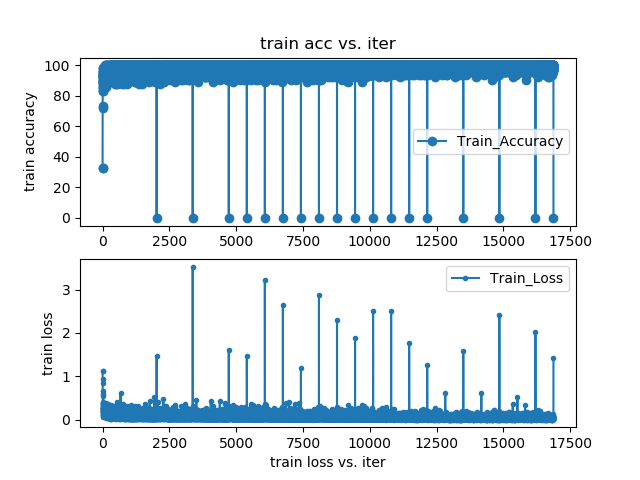 train acc vs. iter
100
80
60
40
20
0
train accuracy
Train_Accuracy
0 2500 5000 7500 10000 12500 15000 17500
3
2
1
0
train loss
Train_Loss
0 2500 5000 7500 10000 12500 15000 17500
train loss vs. iter